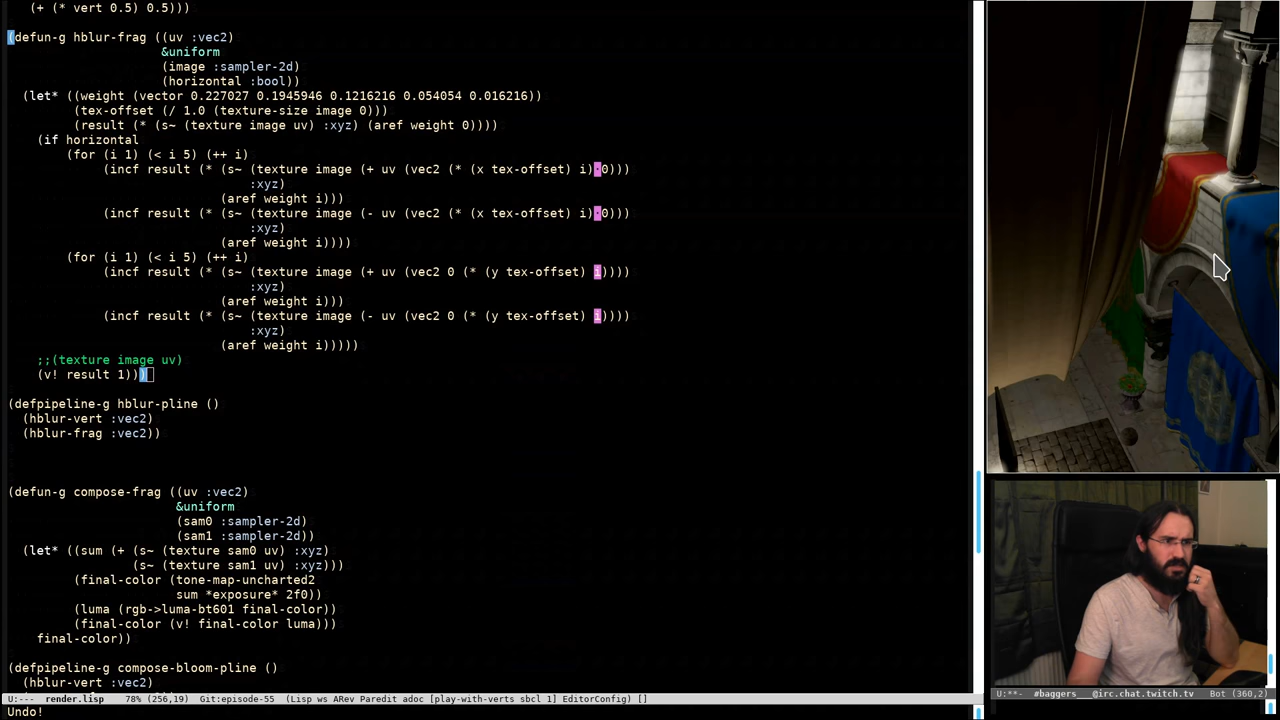 (+ (* vert 0.5) 0.5)))
(defun-g hblur-frag ((uv :vec2)
&uniform
(image :sampler-2d)
(horizontal :bool))
(let* ((weight (vector 0.227027 0.1945946 0.1216216 0.054054 0.016216))
(tex-offset (/ 1.0 (texture-size image 0)))
(result (* (s~ (texture image uv) :xyz) (aref weight 0))))
(if horizontal
(for (i 1) (< i 5) (++ i)
(incf result (* (s~ (texture image (+ uv (vec2 (* (x tex-offset) i) 0)))
:xyz)
(aref weight i)))
(incf result (* (s~ (texture image (- uv (vec2 (* (x tex-offset) i) 0)))
:xyz)
(aref weight i))))
(for (i 1) (< i 5) (++ i)
(incf result (* (s~ (texture image (+ uv (vec2 0 (* (y tex-offset) i))))
:xyz)
(aref weight i)))
(incf result (* (s~ (texture image (- uv (vec2 0 (* (y tex-offset) i))))
:xyz)
(aref weight i)))))
;;(texture image uv)
(v! result 1)))
(defpipeline-g hblur-pline ()
(hblur-vert :vec2)
(hblur-frag :vec2))
(defun-g compose-frag ((uv :vec2)
&uniform
(sam0 :sampler-2d)
(sam1 :sampler-2d))
(let* ((sum (+ (s~ (texture sam0 uv) :xyz)
(s~ (texture sam1 uv) :xyz)))
(final-color (tone-map-uncharted2
sum *exposure* 2f0))
(luma (rgb->luma-bt601 final-color))
(final-color (v! final-color luma)))
final-color))
(defpipeline-g compose-bloom-pline ()
(hblur-vert :vec2)
U:--- render.lisp 78% (256,19) Git:episode-55 (Lisp ws ARev Paredit adoc [play-with-verts sbcl 1] EditorConfig) []
Undo!
U:**- #baggers__@irc.chat.twitch.tv Bot (360,2)